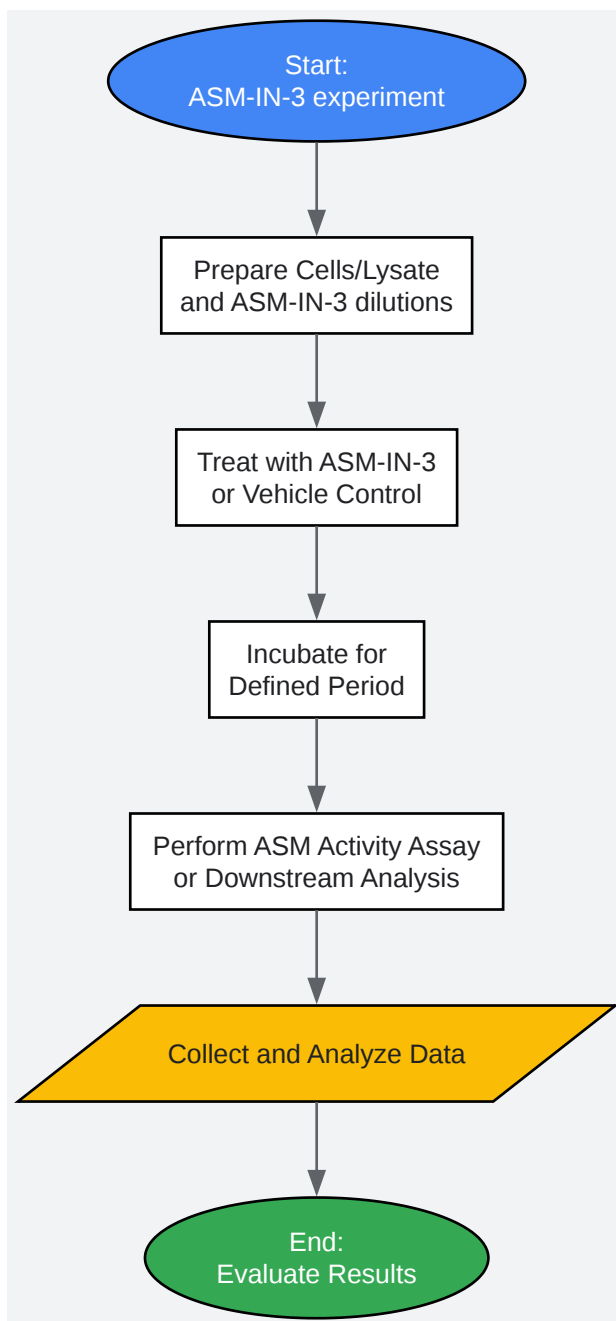 Start:
ASM-IN-3 experiment
Prepare Cells/Lysate
and ASM-IN-3 dilutions
Treat with ASM-IN-3
or Vehicle Control
Incubate for
Defined Period
Perform ASM Activity Assay
or Downstream Analysis
Collect and Analyze Data
End:
Evaluate Results